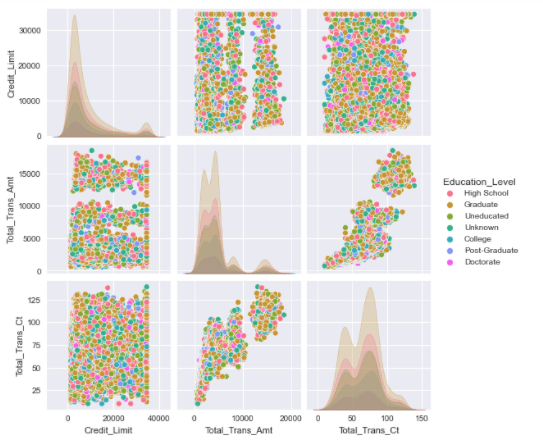 Credit_Limit
30000
20000
10000
0
Total_Trans_Amt
15000
10000
5000
0
Total_Trans_Ct
125
100
75
50
25
0 20000 40000
Credit_Limit
0 10000 20000
Total_Trans_Amt
0 50 100 150
Total_Trans_Ct
Education_Level
High School
Graduate
Uneducated
Unknown
College
Post-Graduate
Doctorate